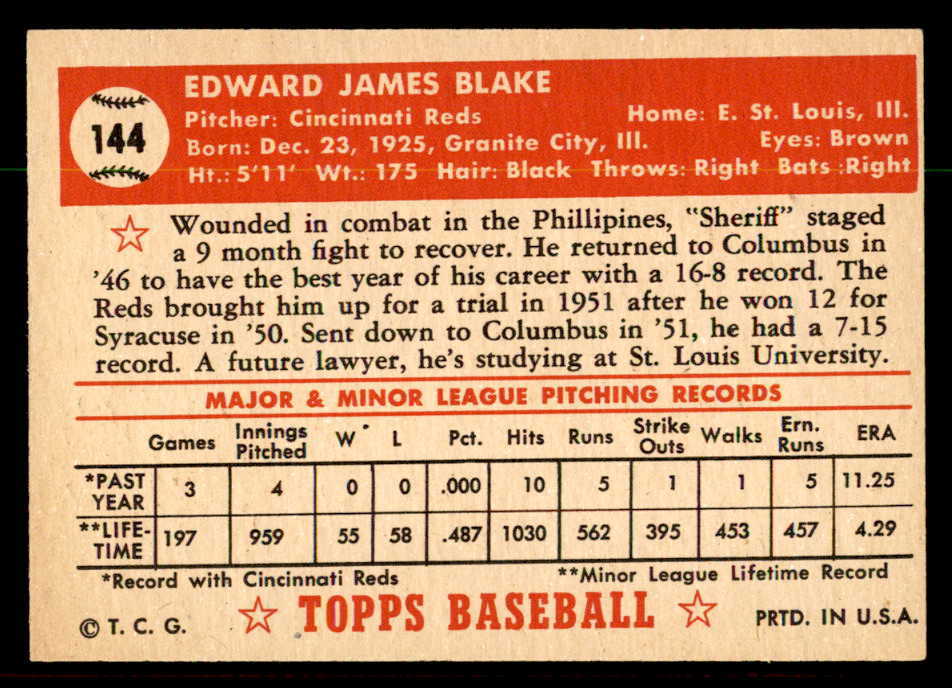 144
EDWARD JAMES BLAKE
Pitcher: Cincinnati Reds Home: E. St. Louis, Ill.
Born: Dec. 23, 1925, Granite City, Ill. Eyes: Brown
Ht.: 5'11' Wt.: 175 Hair: Black Throws: Right Bats :Right
Wounded in combat in the Phillipines, "Sheriff" staged
a 9 month fight to recover. He returned to Columbus in
'46 to have the best year of his career with a 16-8 record. The
Reds brought him up for a trial in 1951 after he won 12 for
Syracuse in '50. Sent down to Columbus in '51, he had a 7-15
record. A future lawyer, he's studying at St. Louis University.
MAJOR & MINOR LEAGUE PITCHING RECORDS
Games Innings Pitched W L Pct. Hits Runs Strike Outs Walks Ern. Runs ERA
*PAST YEAR 3 4 0 0 .000 10 5 1 1 5 11.25
**LIFE-TIME 197 959 55 58 .487 1030 562 395 453 457 4.29
*Record with Cincinnati Reds **Minor League Lifetime Record
© T. C. G. TOPPS BASEBALL PRTD. IN U.S.A.